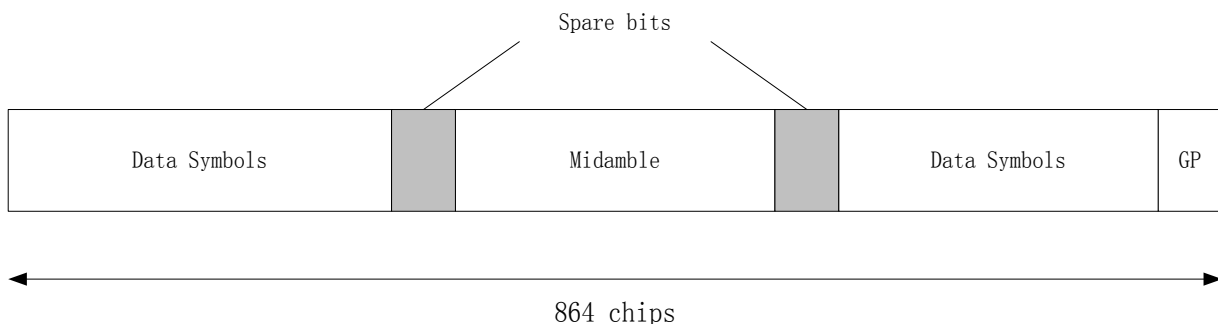 Spare bits
Data Symbols
Midamble
Data Symbols
GP
864 chips